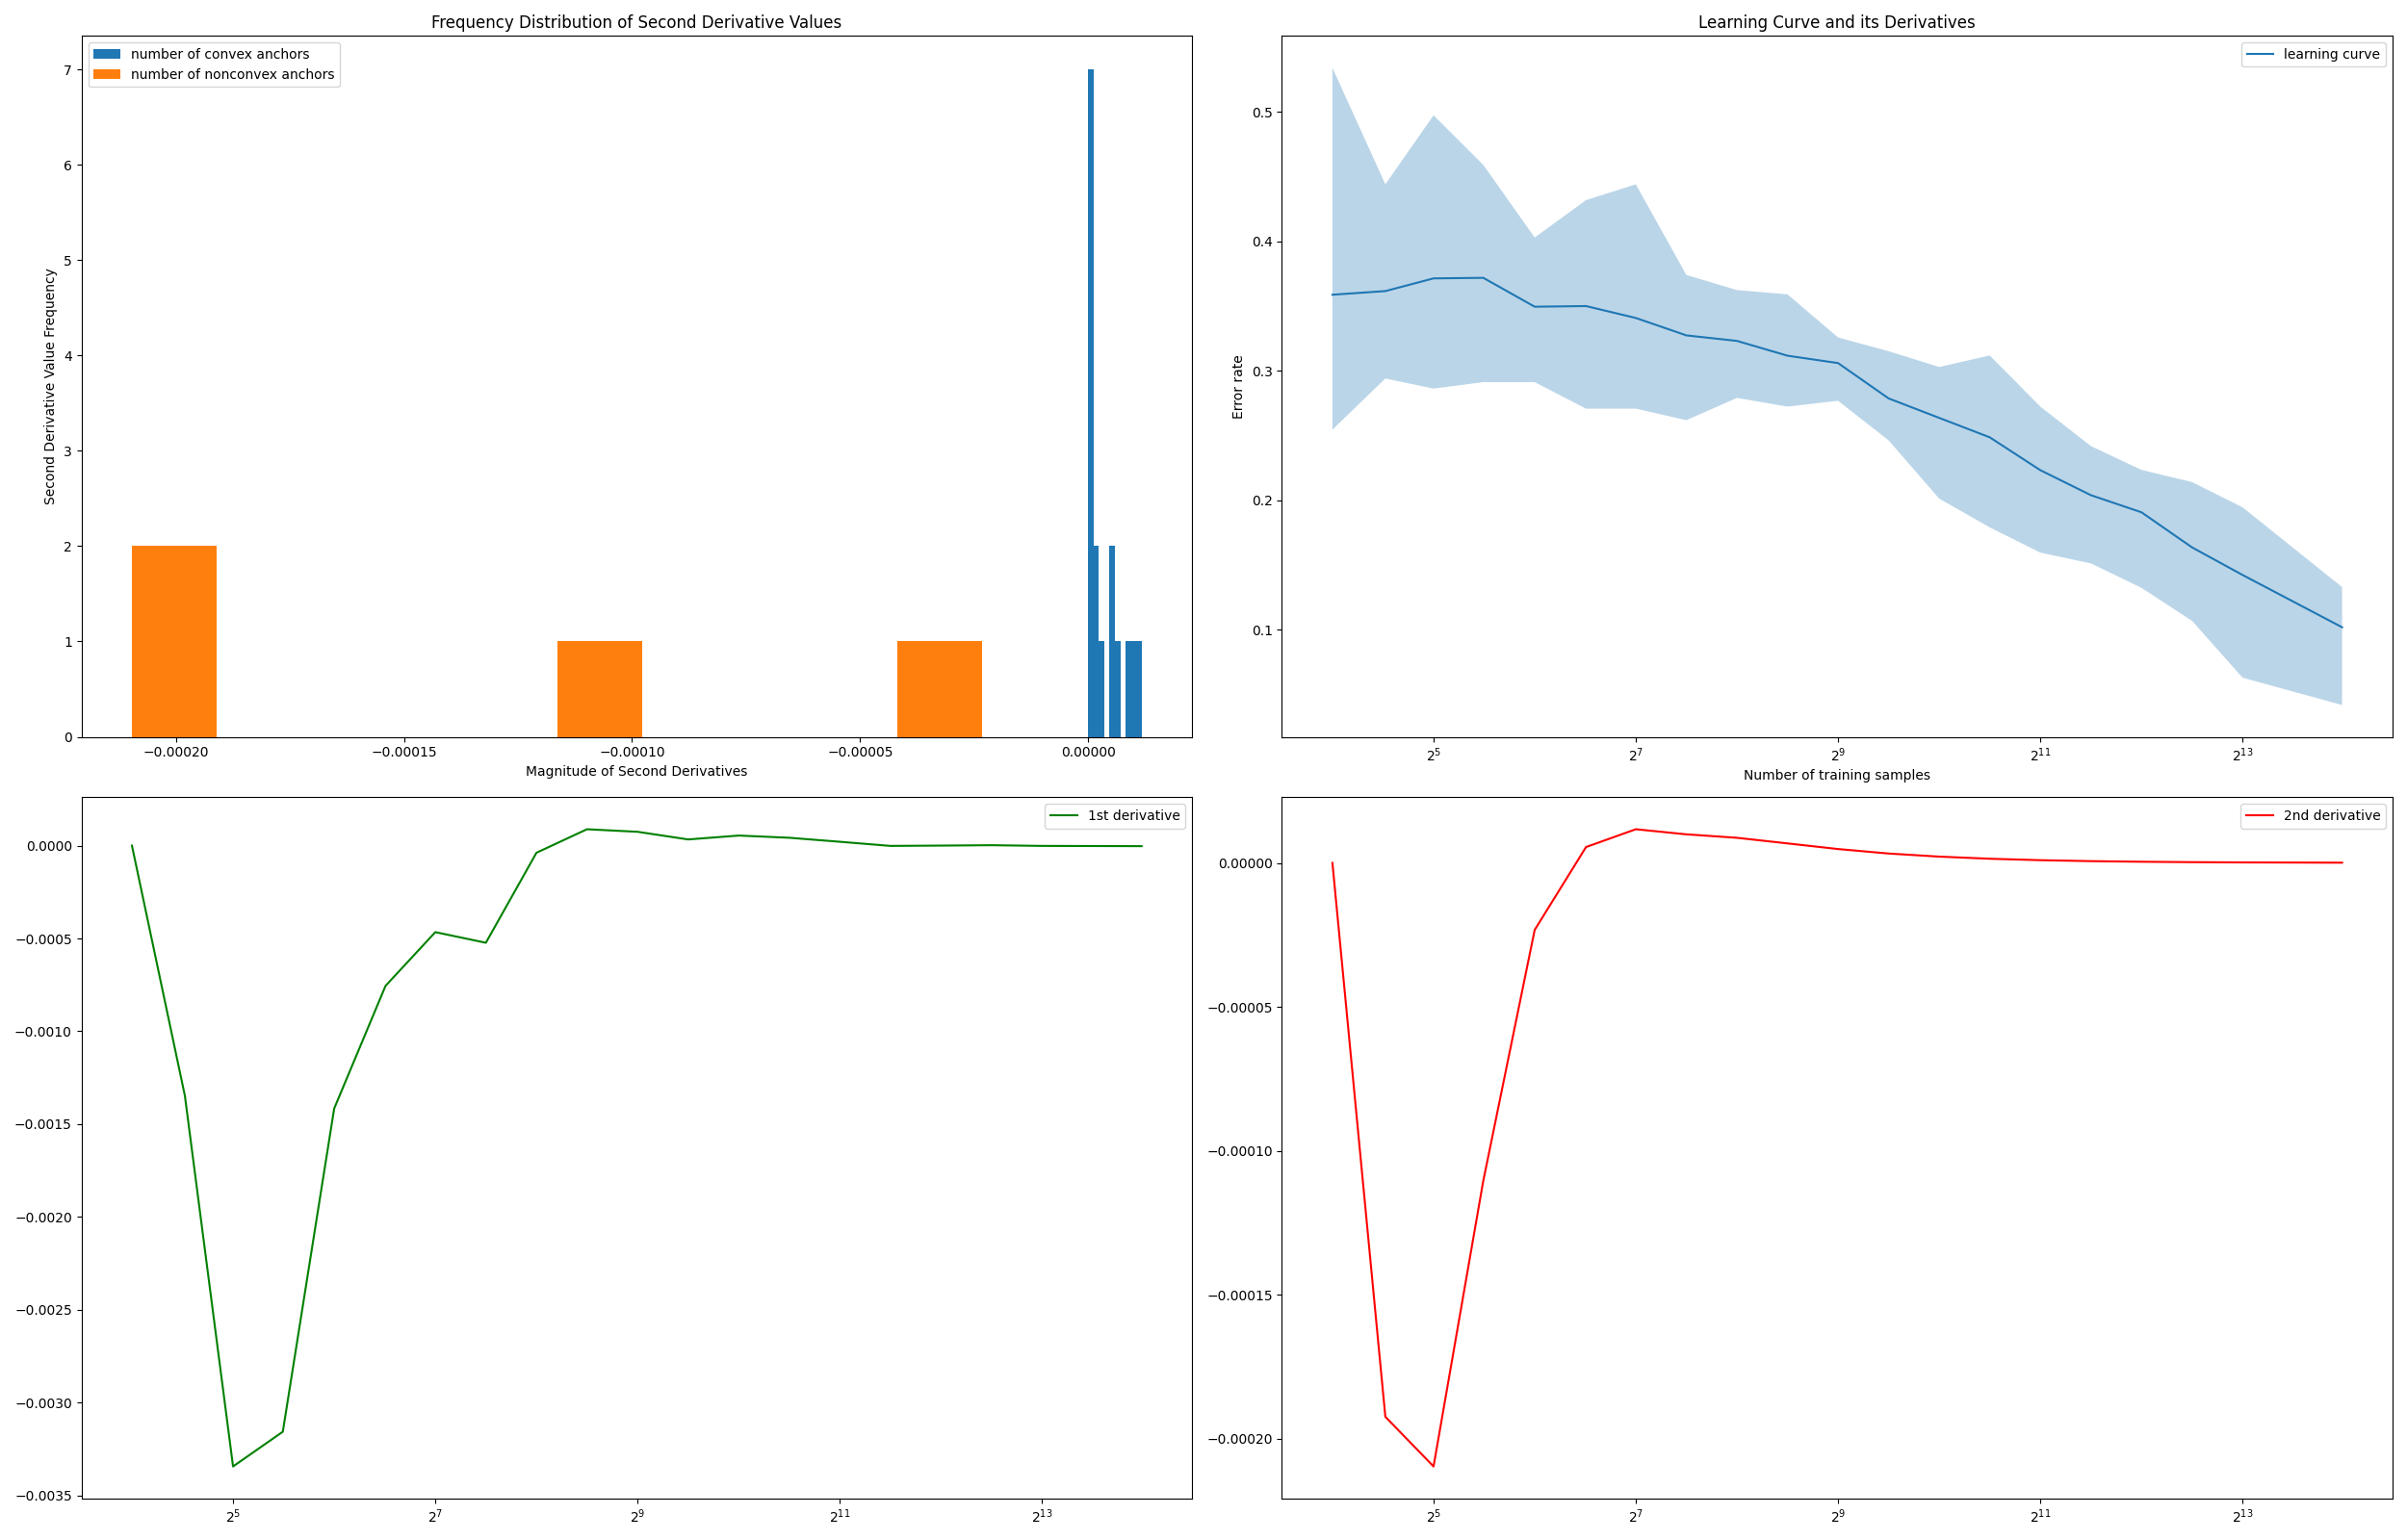 Frequency Distribution of Second Derivative Values
number of convex anchors
number of nonconvex anchors
Second Derivative Value Frequency
7
6
5
4
3
2
1
0
−0.00020 −0.00015 −0.00010 −0.00005 0.00000
Magnitude of Second Derivatives
Learning Curve and its Derivatives
learning curve
Error rate
0.5
0.4
0.3
0.2
0.1
2^5 2^7 2^9 2^11 2^13
Number of training samples
1st derivative
0.0000
−0.0005
−0.0010
−0.0015
−0.0020
−0.0025
−0.0030
−0.0035
2^5 2^7 2^9 2^11 2^13
2nd derivative
0.00000
−0.00005
−0.00010
−0.00015
−0.00020
2^5 2^7 2^9 2^11 2^13